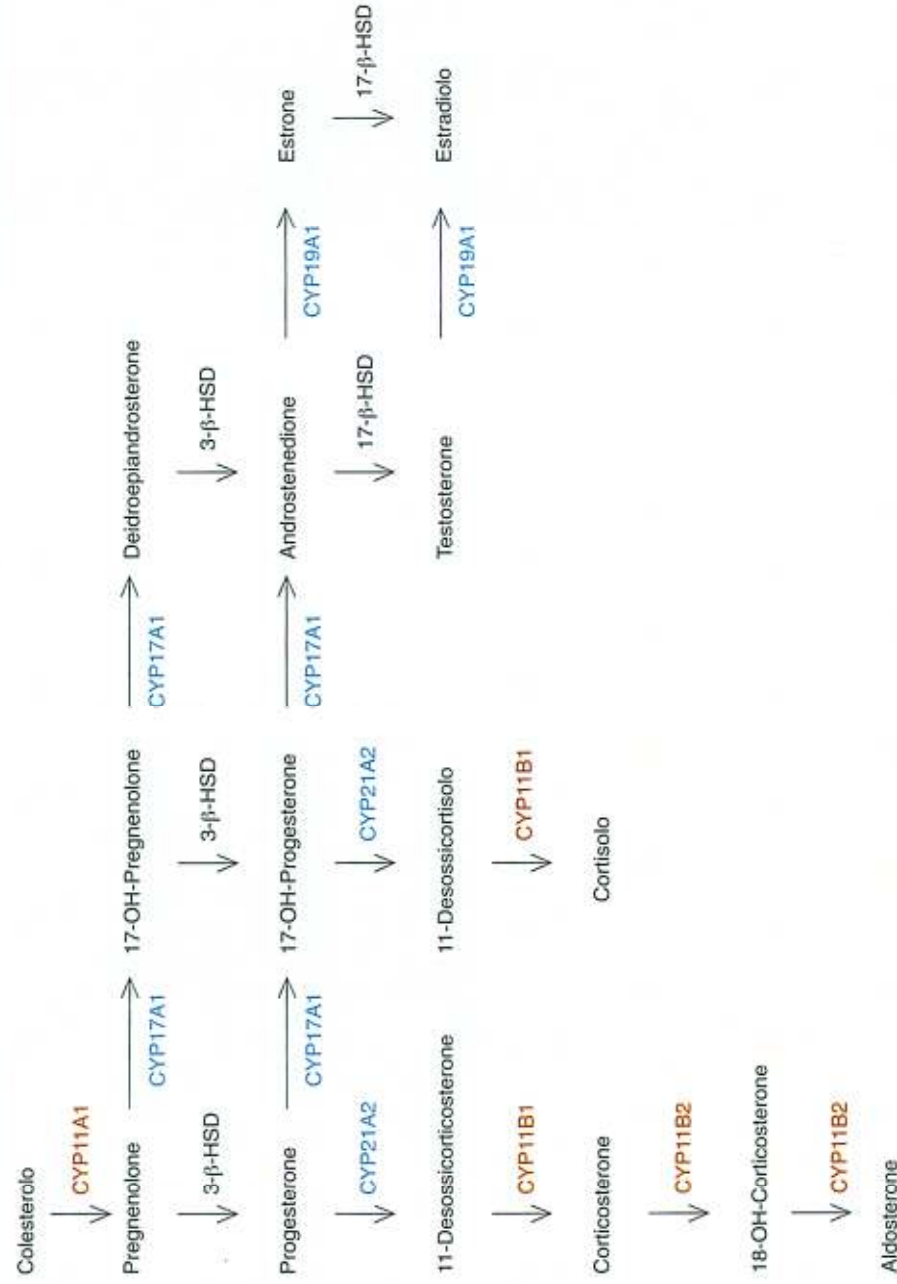 Colesterolo
CYP11A1
Pregnenolone
CYP17A1
17-OH-Pregnenolone
CYP17A1
Deidroepiandrosterone
3-β-HSD
3-β-HSD
3-β-HSD
Progesterone
CYP17A1
17-OH-Progesterone
CYP17A1
Androstenedione
CYP19A1
Estrone
CYP21A2
CYP21A2
17-β-HSD
17-β-HSD
11-Desossicorticosterone
11-Desossicortisolo
Testosterone
CYP19A1
Estradiolo
CYP11B1
CYP11B1
Corticosterone
Cortisolo
CYP11B2
18-OH-Corticosterone
CYP11B2
Aldosterone